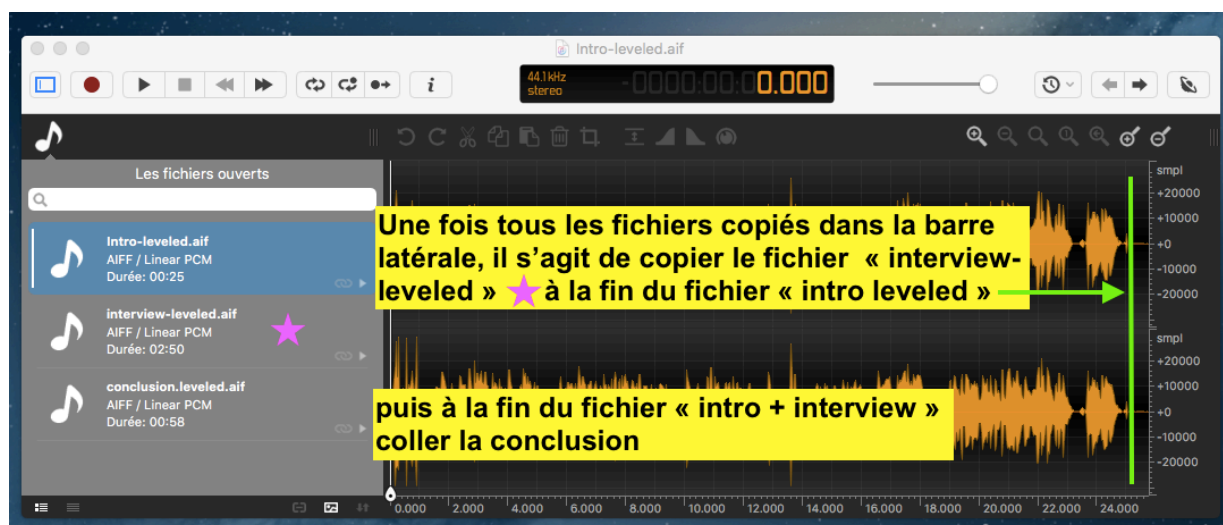 Intro-leveled.aif
i
44.1 kHz
stereo
-0000:00:00.000
Les fichiers ouverts
Intro-leveled.aif
AIFF / Linear PCM
Durée: 00:25
interview-leveled.aif
AIFF / Linear PCM
Durée: 02:50
conclusion.leveled.aif
AIFF / Linear PCM
Durée: 00:58
Une fois tous les fichiers copiés dans la barre
latérale, il s’agit de copier le fichier « interview-
leveled » à la fin du fichier « intro leveled »
puis à la fin du fichier « intro + interview »
coller la conclusion
smpl
+20000
+10000
+0
-10000
-20000
smpl
+20000
+10000
+0
-10000
-20000
0.000 2.000 4.000 6.000 8.000 10.000 12.000 14.000 16.000 18.000 20.000 22.000 24.000